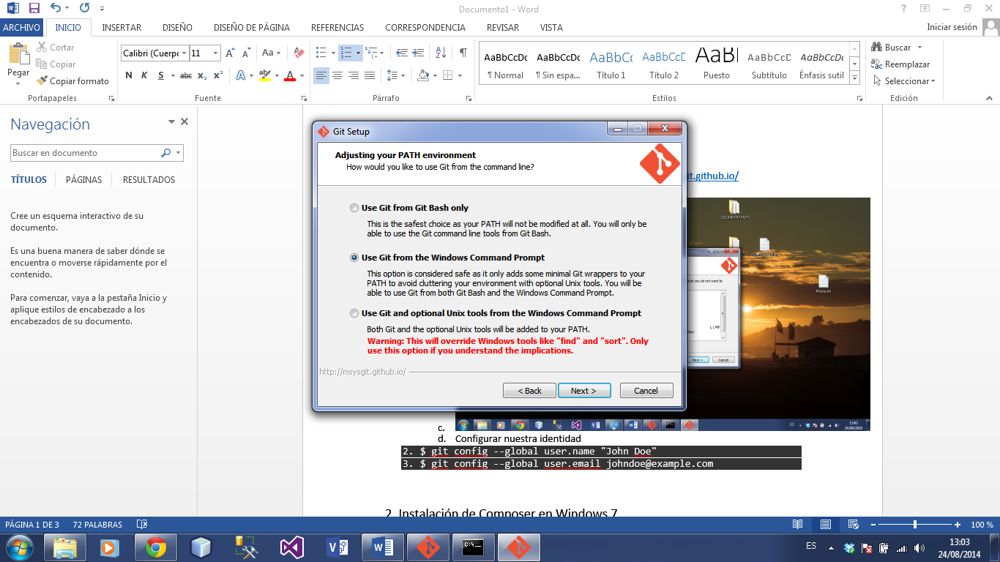 Documento1 - Word
ARCHIVO INICIO INSERTAR DISEÑO DISEÑO DE PÁGINA REFERENCIAS CORRESPONDENCIA REVISAR VISTA Iniciar sesión
Pegar
Cortar
Copiar
Copiar formato
Portapapeles
Calibri (Cuerpo 11
N K S abc x₂ x²
Fuente
Párrafo
AaBbCcDc AaBbCcDc AaBbCc AaBbCcD AaBl AaBbCcD AaBbCcDc
¶ Normal ¶ Sin espa... Título 1 Título 2 Puesto Subtítulo Énfasis sutil
Estilos
Buscar
Reemplazar
Seleccionar
Edición
Navegación
Buscar en documento
TÍTULOS PÁGINAS RESULTADOS
Cree un esquema interactivo de su
documento.
Es una buena manera de saber dónde se
encuentra o moverse rápidamente por el
contenido.
Para comenzar, vaya a la pestaña Inicio y
aplique estilos de encabezado a los
encabezados de su documento.
it.github.io/
Git Setup
Adjusting your PATH environment
How would you like to use Git from the command line?
Use Git from Git Bash only
This is the safest choice as your PATH will not be modified at all. You will only be
able to use the Git command line tools from Git Bash.
Use Git from the Windows Command Prompt
This option is considered safe as it only adds some minimal Git wrappers to your
PATH to avoid cluttering your environment with optional Unix tools. You will be
able to use Git from both Git Bash and the Windows Command Prompt.
Use Git and optional Unix tools from the Windows Command Prompt
Both Git and the optional Unix tools will be added to your PATH.
Warning: This will override Windows tools like "find" and "sort". Only
use this option if you understand the implications.
http://msysgit.github.io/
< Back Next > Cancel
Next > Cancel
13:02
24/08/2014
c.
d. Configurar nuestra identidad
2. $ git config --global user.name "John Doe"
3. $ git config --global user.email johndoe@example.com
2. Instalación de Composer en Windows 7
PÁGINA 1 DE 3 72 PALABRAS 100 %
ES 13:03
24/08/2014